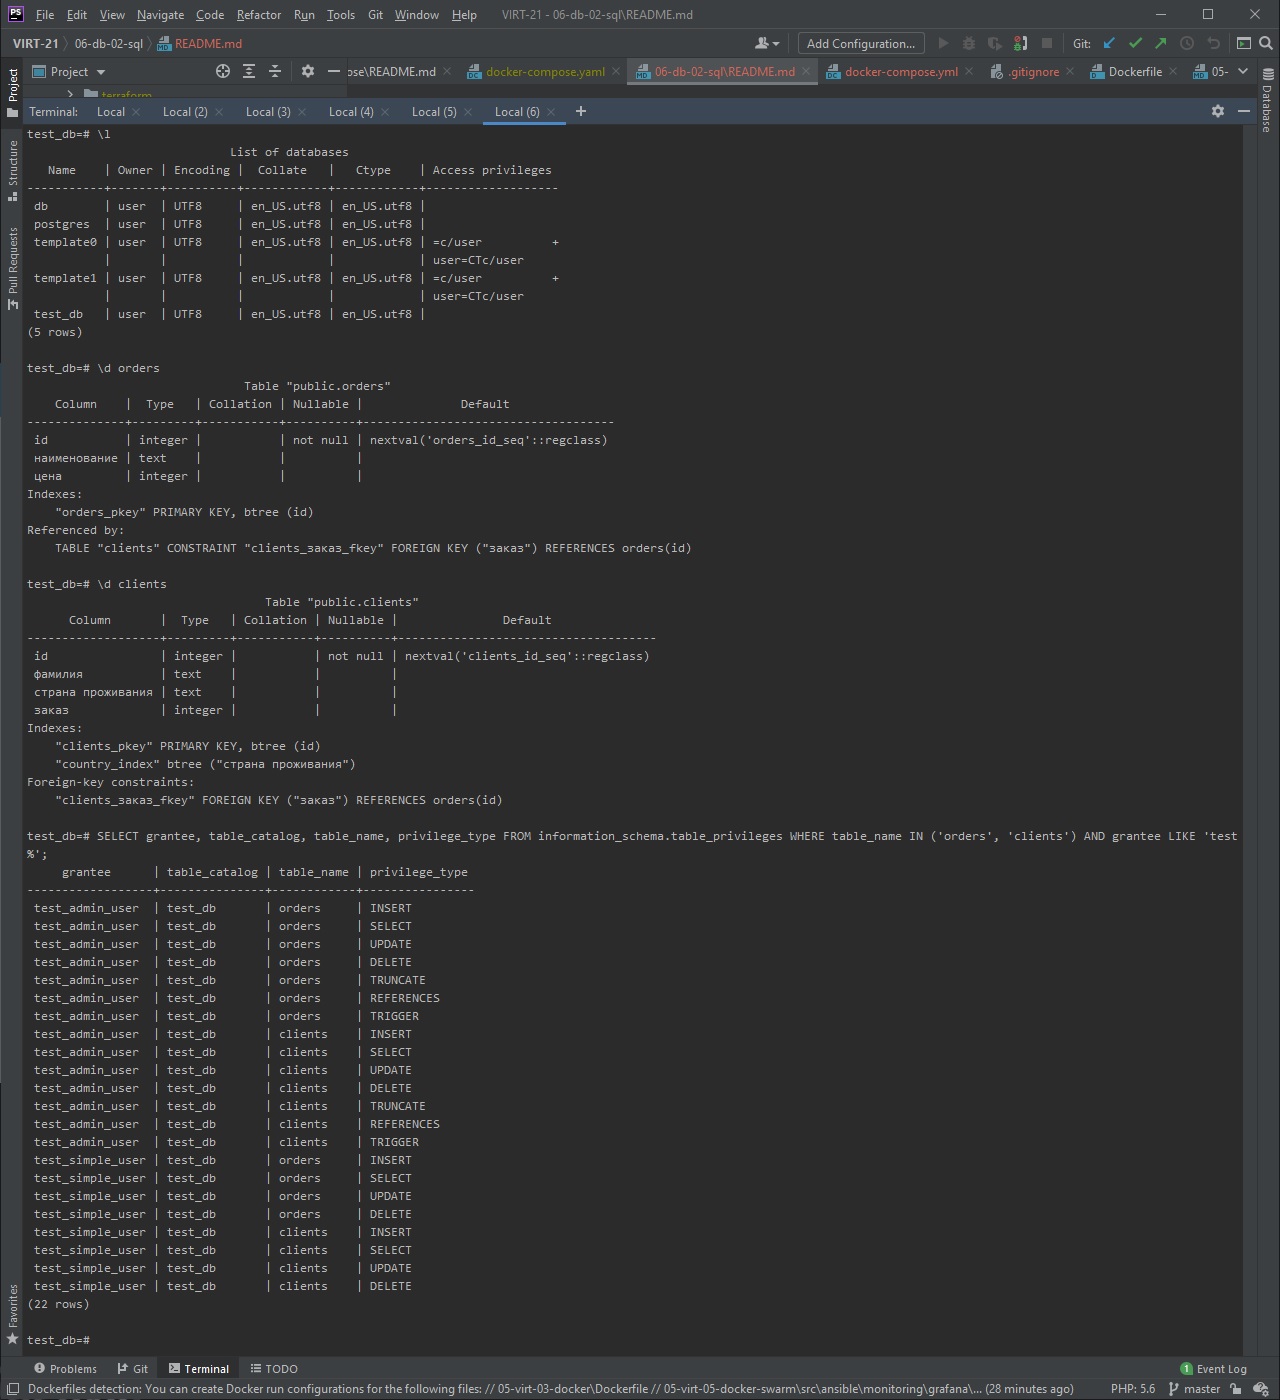 PS File Edit View Navigate Code Refactor Run Tools Git Window Help VIRT-21 - 06-db-02-sql\README.md
VIRT-21 06-db-02-sql README.md Add Configuration... Git:
Project ose\README.md docker-compose.yaml 06-db-02-sql\README.md docker-compose.yml .gitignore Dockerfile 05-
terraform
Terminal: Local Local (2) Local (3) Local (4) Local (5) Local (6) +
Project
Structure
Pull Requests
Favorites
Database
test_db=# \l
List of databases
Name | Owner | Encoding | Collate | Ctype | Access privileges
-----------+-------+----------+------------+------------+-------------------
db | user | UTF8 | en_US.utf8 | en_US.utf8 |
postgres | user | UTF8 | en_US.utf8 | en_US.utf8 |
template0 | user | UTF8 | en_US.utf8 | en_US.utf8 | =c/user +
| | | | | user=CTc/user
template1 | user | UTF8 | en_US.utf8 | en_US.utf8 | =c/user +
| | | | | user=CTc/user
test_db | user | UTF8 | en_US.utf8 | en_US.utf8 |
(5 rows)
test_db=# \d orders
Table "public.orders"
Column | Type | Collation | Nullable | Default
--------------+---------+-----------+----------+------------------------------------
id | integer | | not null | nextval('orders_id_seq'::regclass)
наименование | text | | |
цена | integer | | |
Indexes:
"orders_pkey" PRIMARY KEY, btree (id)
Referenced by:
TABLE "clients" CONSTRAINT "clients_заказ_fkey" FOREIGN KEY ("заказ") REFERENCES orders(id)
test_db=# \d clients
Table "public.clients"
Column | Type | Collation | Nullable | Default
-------------------+---------+-----------+----------+-------------------------------------
id | integer | | not null | nextval('clients_id_seq'::regclass)
фамилия | text | | |
страна проживания | text | | |
заказ | integer | | |
Indexes:
"clients_pkey" PRIMARY KEY, btree (id)
"country_index" btree ("страна проживания")
Foreign-key constraints:
"clients_заказ_fkey" FOREIGN KEY ("заказ") REFERENCES orders(id)
test_db=# SELECT grantee, table_catalog, table_name, privilege_type FROM information_schema.table_privileges WHERE table_name IN ('orders', 'clients') AND grantee LIKE 'test
%';
grantee | table_catalog | table_name | privilege_type
------------------+---------------+------------+----------------
test_admin_user | test_db | orders | INSERT
test_admin_user | test_db | orders | SELECT
test_admin_user | test_db | orders | UPDATE
test_admin_user | test_db | orders | DELETE
test_admin_user | test_db | orders | TRUNCATE
test_admin_user | test_db | orders | REFERENCES
test_admin_user | test_db | orders | TRIGGER
test_admin_user | test_db | clients | INSERT
test_admin_user | test_db | clients | SELECT
test_admin_user | test_db | clients | UPDATE
test_admin_user | test_db | clients | DELETE
test_admin_user | test_db | clients | TRUNCATE
test_admin_user | test_db | clients | REFERENCES
test_admin_user | test_db | clients | TRIGGER
test_simple_user | test_db | orders | INSERT
test_simple_user | test_db | orders | SELECT
test_simple_user | test_db | orders | UPDATE
test_simple_user | test_db | orders | DELETE
test_simple_user | test_db | clients | INSERT
test_simple_user | test_db | clients | SELECT
test_simple_user | test_db | clients | UPDATE
test_simple_user | test_db | clients | DELETE
(22 rows)
test_db=#
Problems Git Terminal TODO 1 Event Log
Dockerfiles detection: You can create Docker run configurations for the following files: // 05-virt-03-docker\Dockerfile // 05-virt-05-docker-swarm\src\ansible\monitoring\grafana\... (28 minutes ago) PHP: 5.6 master